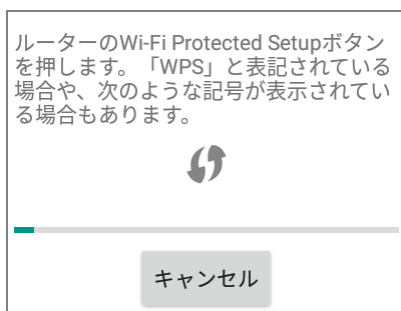 ルーターのWi-Fi Protected Setupボタン
を押します。「WPS」と表記されている
場合や、次のような記号が表示されてい
る場合もあります。
キャンセル